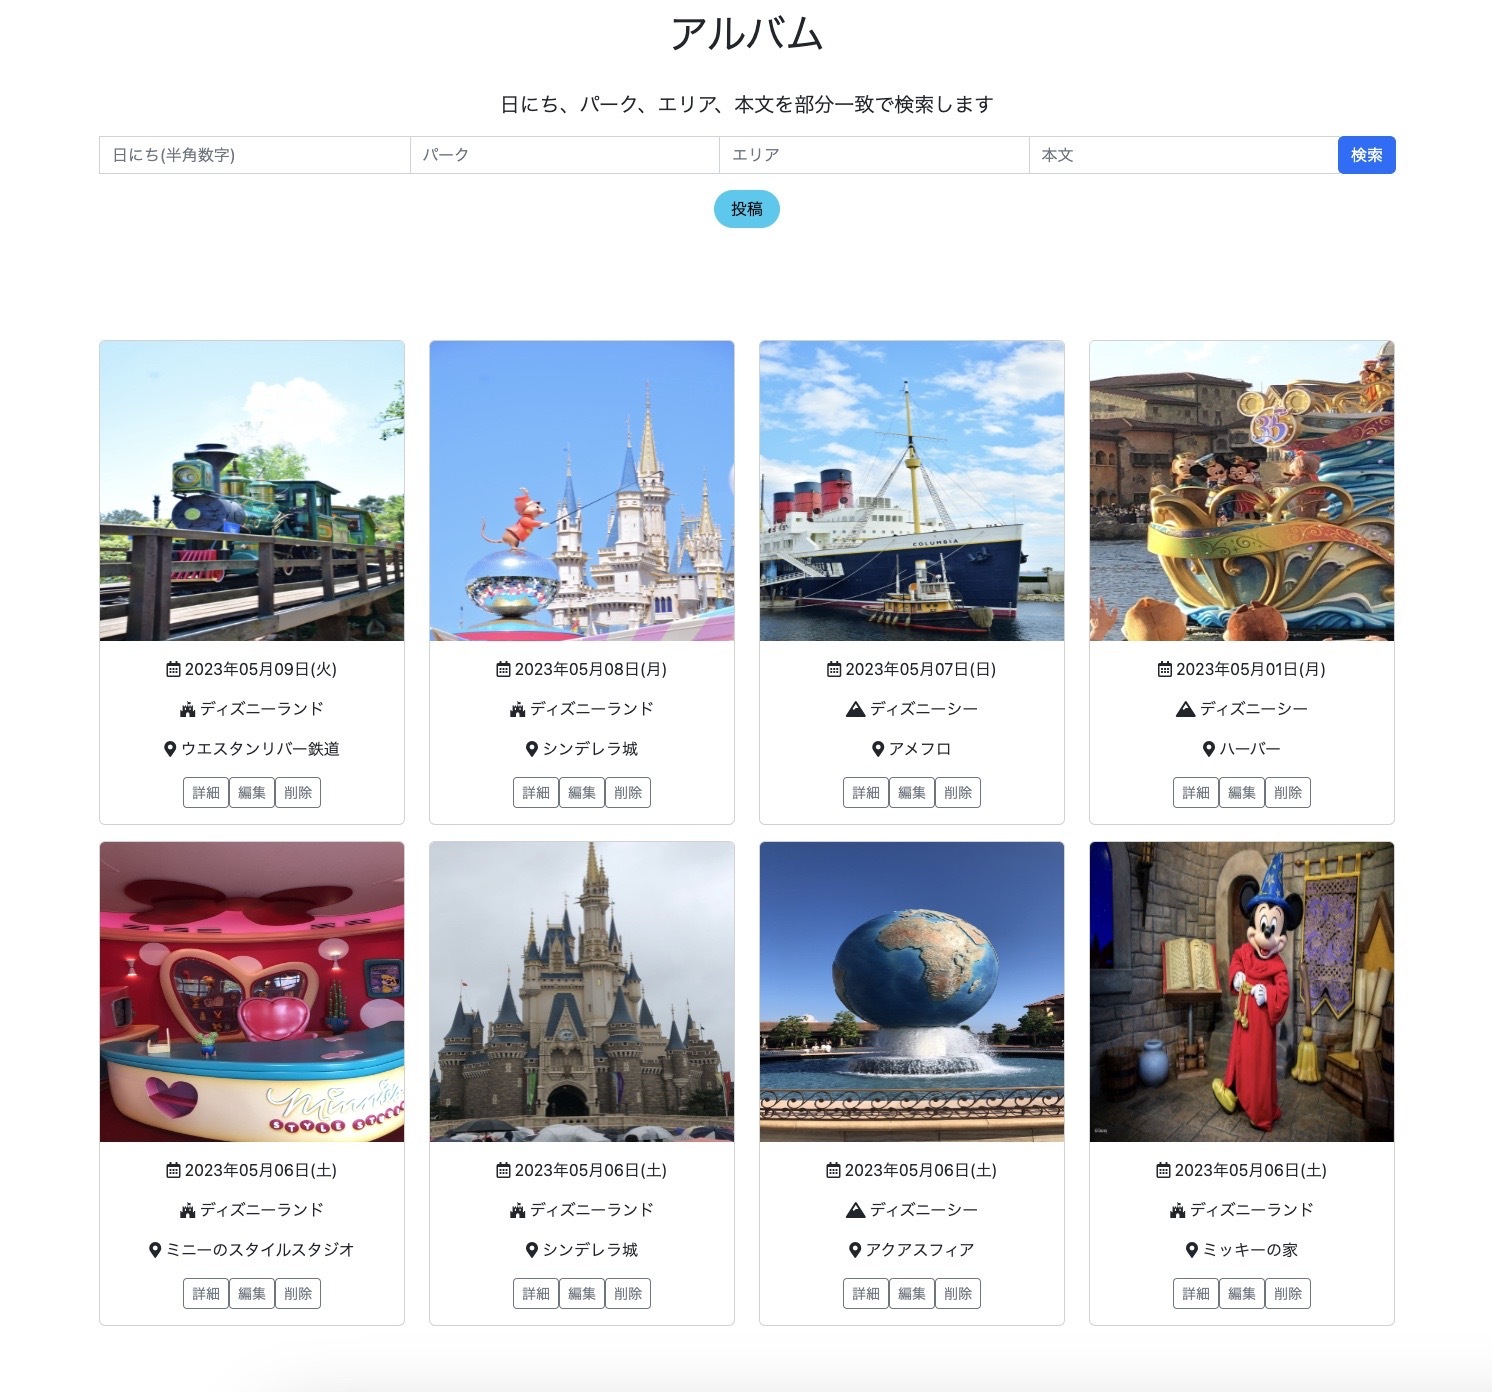 アルバム
日にち、パーク、エリア、本文を部分一致で検索します
日にち(半角数字) パーク エリア 本文 検索
投稿
COLUMBIA
35
2023年05月09日(火) 2023年05月08日(月) 2023年05月07日(日) 2023年05月01日(月)
ディズニーランド ディズニーランド ディズニーシー ディズニーシー
ウエスタンリバー鉄道 シンデレラ城 アメフロ ハーバー
詳細 編集 削除 詳細 編集 削除 詳細 編集 削除 詳細 編集 削除
Minnie's
STYLE STUDIO
2023年05月06日(土) 2023年05月06日(土) 2023年05月06日(土) 2023年05月06日(土)
ディズニーランド ディズニーランド ディズニーシー ディズニーランド
ミニーのスタイルスタジオ シンデレラ城 アクアスフィア ミッキーの家
詳細 編集 削除 詳細 編集 削除 詳細 編集 削除 詳細 編集 削除